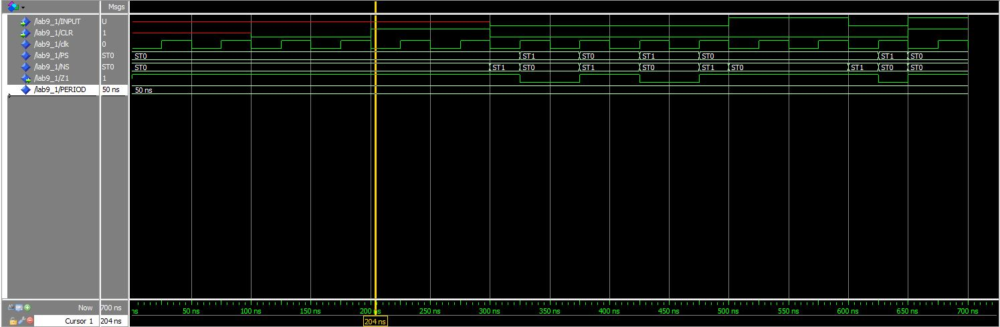 Msgs
/lab9_1/INPUT U
/lab9_1/CLR 1
/lab9_1/clk 0
/lab9_1/PS ST0 ST0 ST1 ST0 ST1 ST0 ST1 ST0
/lab9_1/NS ST0 ST0 ST1 ST0 ST1 ST0 ST1 ST0 ST1 ST0 ST0
/lab9_1/Z1 1
/lab9_1/PERIOD 50 ns 50 ns
Now 700 ns ns 50 ns 100 ns 150 ns 200 ns 250 ns 300 ns 350 ns 400 ns 450 ns 500 ns 550 ns 600 ns 650 ns 700 ns
Cursor 1 204 ns 204 ns